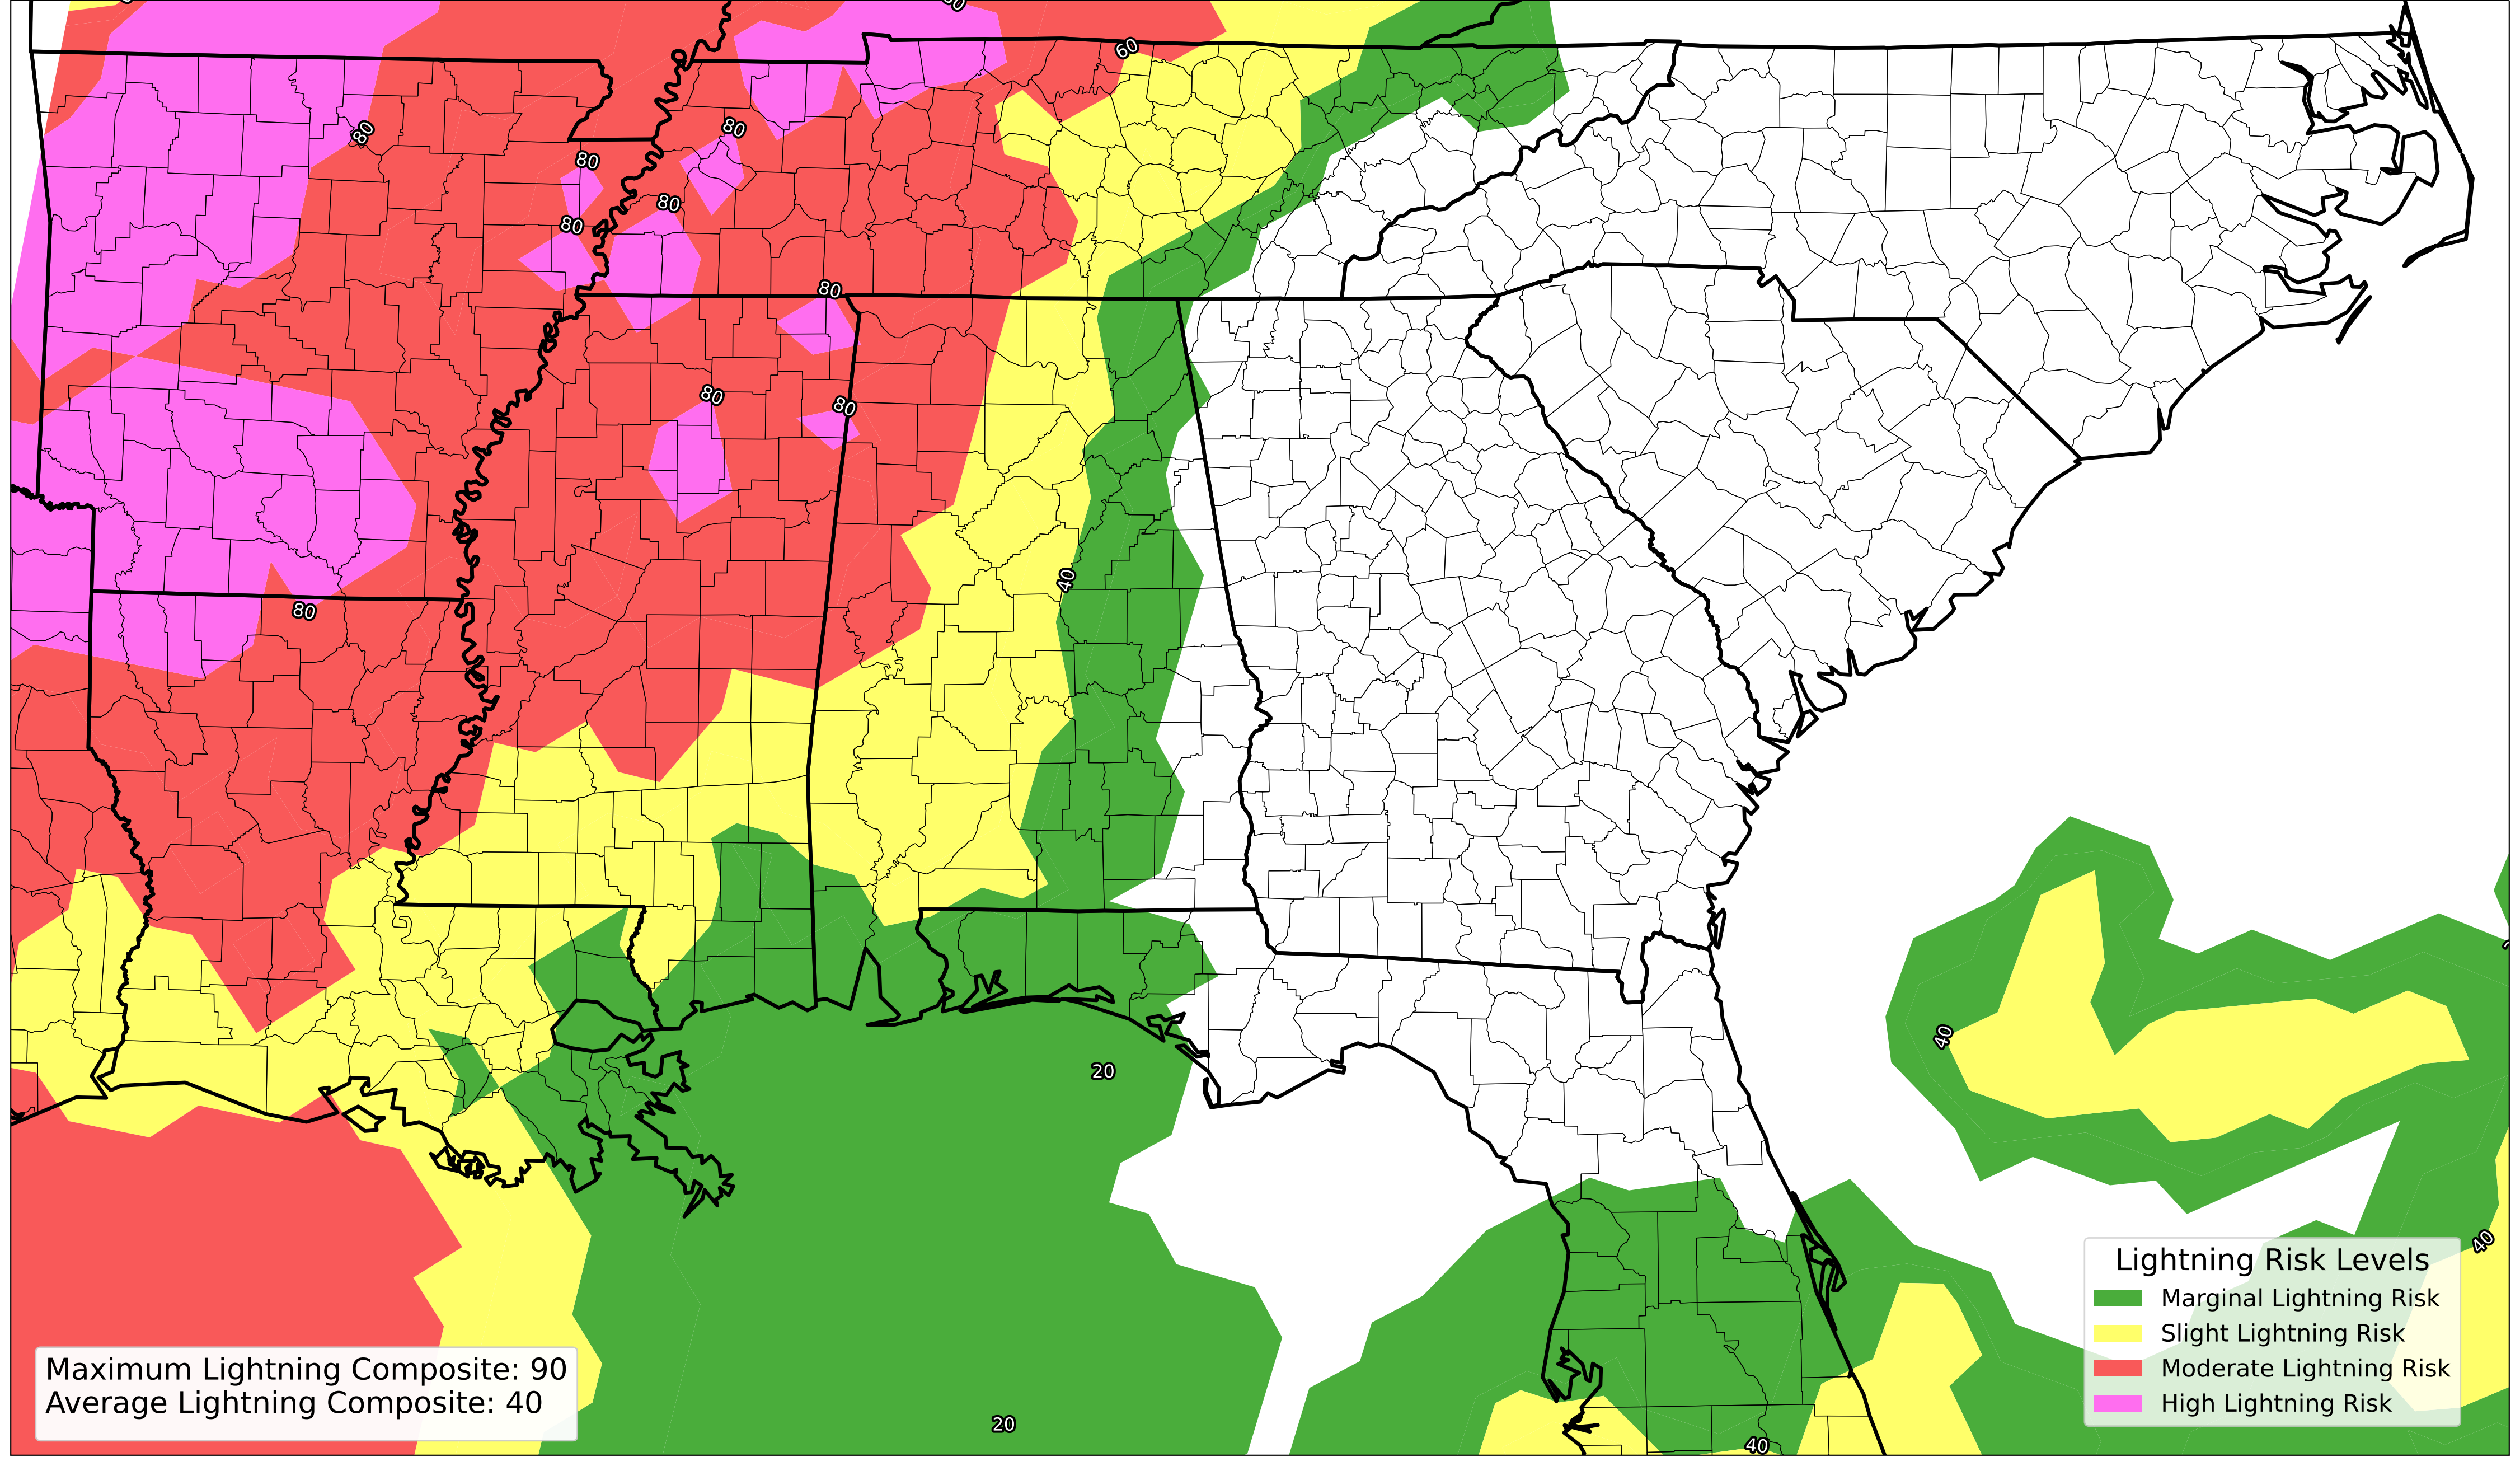 60
80
80
80
80
80
80
80
80
40
80
40
20
40
20
40
Maximum Lightning Composite: 90
Average Lightning Composite: 40
Lightning Risk Levels
Marginal Lightning Risk
Slight Lightning Risk
Moderate Lightning Risk
High Lightning Risk